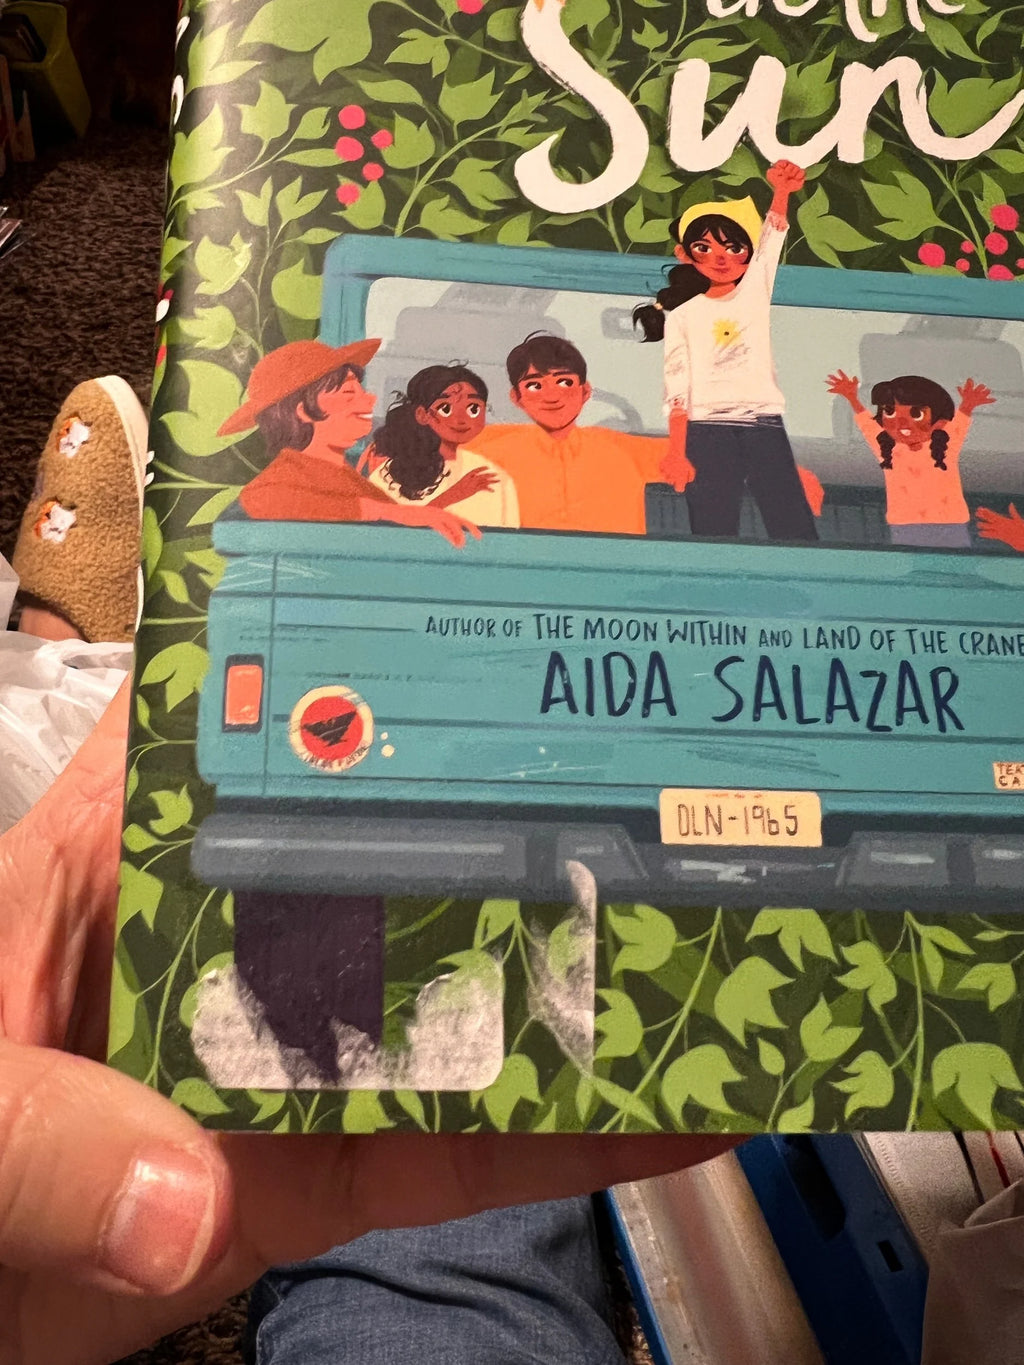 Sun
AUTHOR OF THE MOON WITHIN AND LAND OF THE CRANE
AIDA SALAZAR
DLN-1965